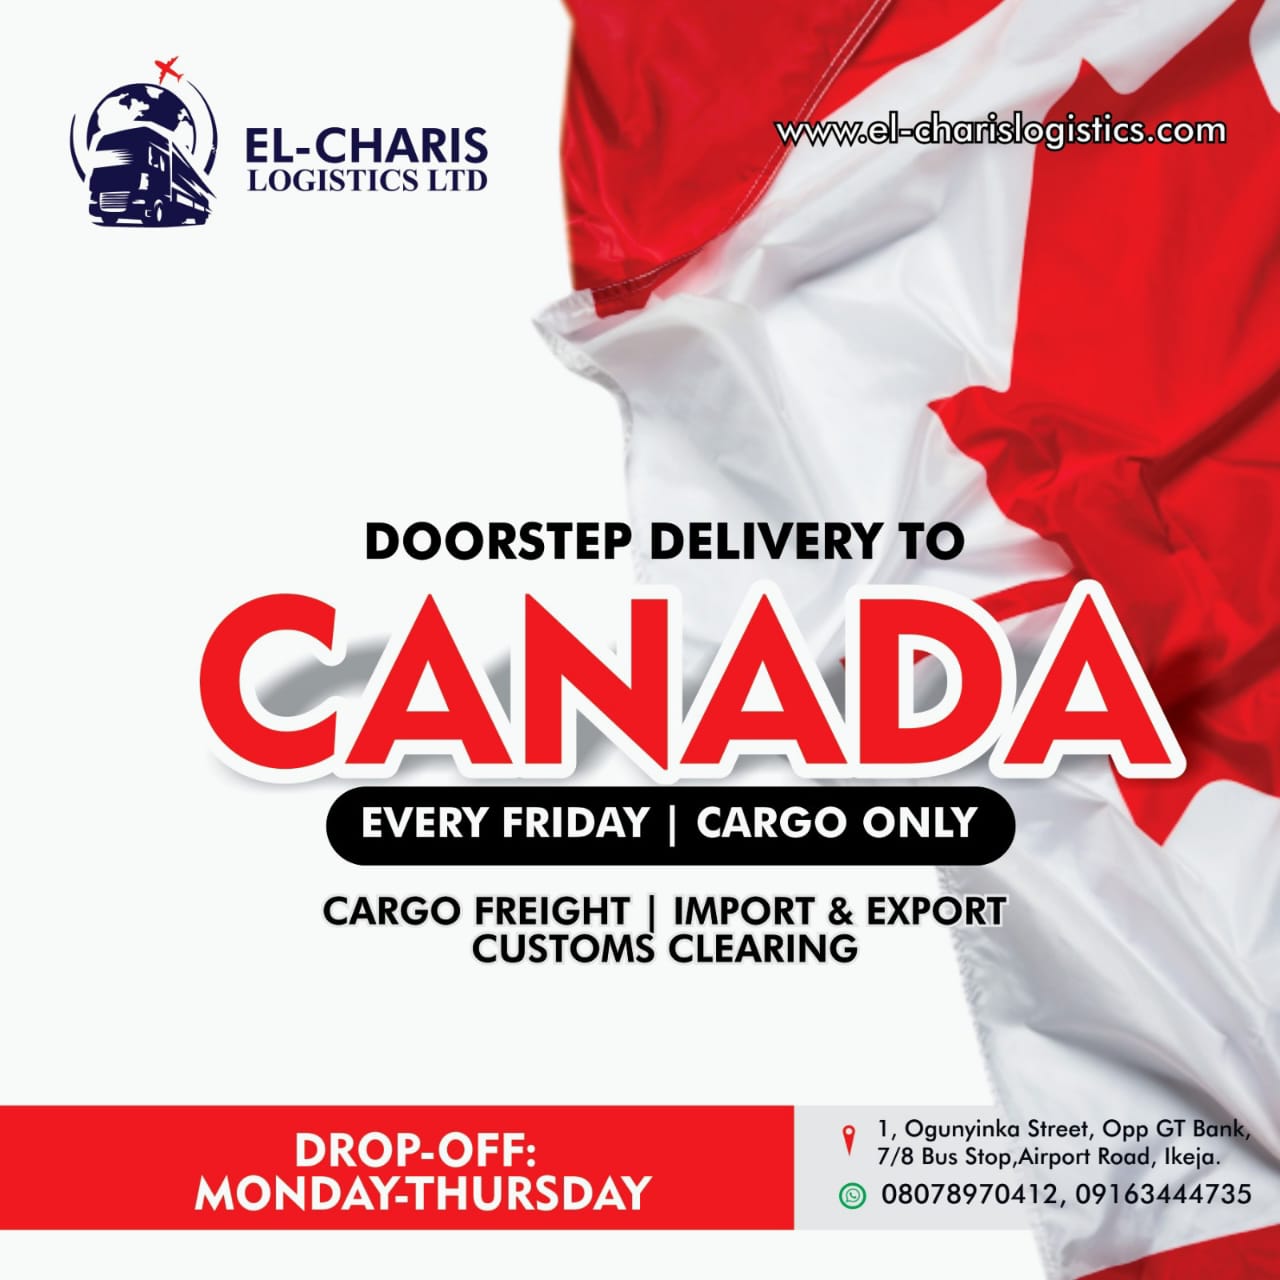 EL-CHARIS
LOGISTICS LTD
www.el-charislogistics.com
DOORSTEP DELIVERY TO
CANADA
EVERY FRIDAY | CARGO ONLY
CARGO FREIGHT | IMPORT & EXPORT
CUSTOMS CLEARING
DROP-OFF:
MONDAY-THURSDAY
1, Ogunyinka Street, Opp GT Bank,
7/8 Bus Stop,Airport Road, Ikeja.
08078970412, 09163444735